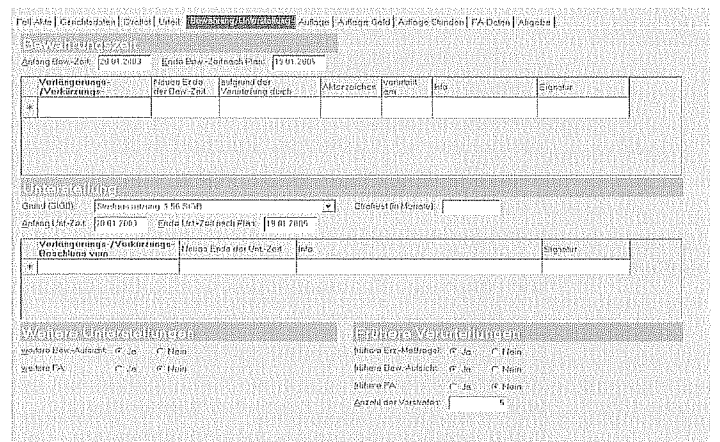 Fall Akte | Gerichtsdaten | Straftat | Urteil | Bewährung/Unterstellung | Auflage | Auflage Geld | Auflage Stunden | FA Daten | Abgabe
Bewährungszeit
Anfang Bew.-Zeit: 20.01.2003 Ende Bew.-Zeit nach Plan: 19.01.2005
Verlängerungs-/Verkürzungs- Neues Ende der Bew.-Zeit aufgrund der Verurteilung durch Aktenzeichen verurteilt am Info Signatur
Unterstellung
Grund (StGB): Strafaussetzung § 56 StGB Strafrest (in Monate):
Anfang Unt.-Zeit: 20.01.2003 Ende Unt.-Zeit nach Plan: 19.01.2005
Verlängerungs-/Verkürzungs-Beschluss vom Neues Ende der Unt.-Zeit Info Signatur
Weitere Unterstellungen
weitere Bew.-Aufsicht: Ja Nein
weitere FA: Ja Nein
Frühere Verurteilungen
frühere Erz.-Maßregel: Ja Nein
frühere Bew.-Aufsicht: Ja Nein
frühere FA: Ja Nein
Anzahl der Vorstrafen: 5